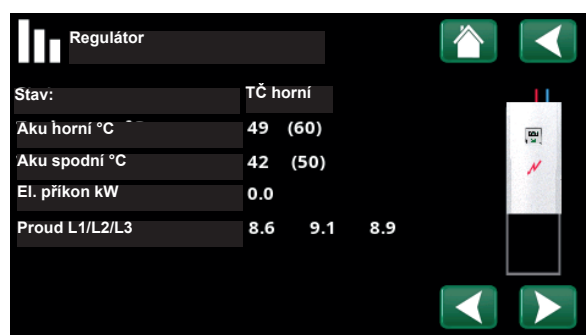 Regulátor
Stav: TČ horní
Aku horní °C 49 (60)
Aku spodní °C 42 (50)
El. příkon kW 0.0
Proud L1/L2/L3 8.6 9.1 8.9